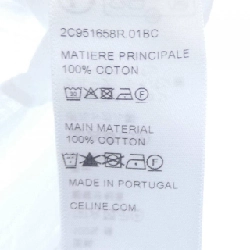 2C951658R.01BC
MATIERE PRINCIPALE
100% COTON
MAIN MATERIAL
100% COTTON
MADE IN PORTUGAL
CELINE.COM